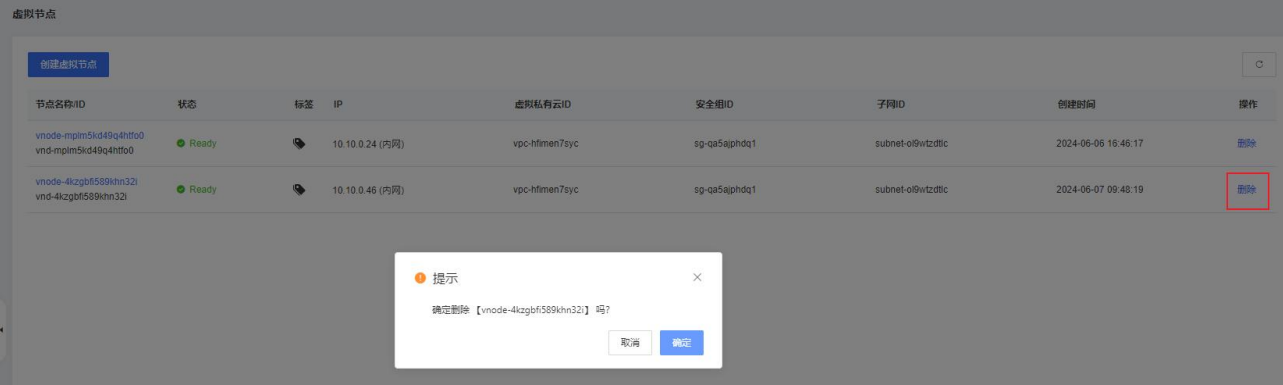 虚拟节点
创建虚拟节点
节点名称/ID 状态 标签 IP 虚拟私有云ID 安全组ID 子网ID 创建时间 操作
vnode-mplm5kd49q4htfo0
vnd-mplm5kd49q4htfo0
Ready 10.10.0.24 (内网) vpc-hfimen7syc sg-qa5ajphdq1 subnet-ol9wtzdtlc 2024-06-06 16:46:17 删除
vnode-4kzgbfi589khn32i
vnd-4kzgbfi589khn32i
Ready 10.10.0.46 (内网) vpc-hfimen7syc sg-qa5ajphdq1 subnet-ol9wtzdtlc 2024-06-07 09:48:19 删除
提示
确定删除 【vnode-4kzgbfi589khn32i】 吗?
取消 确定